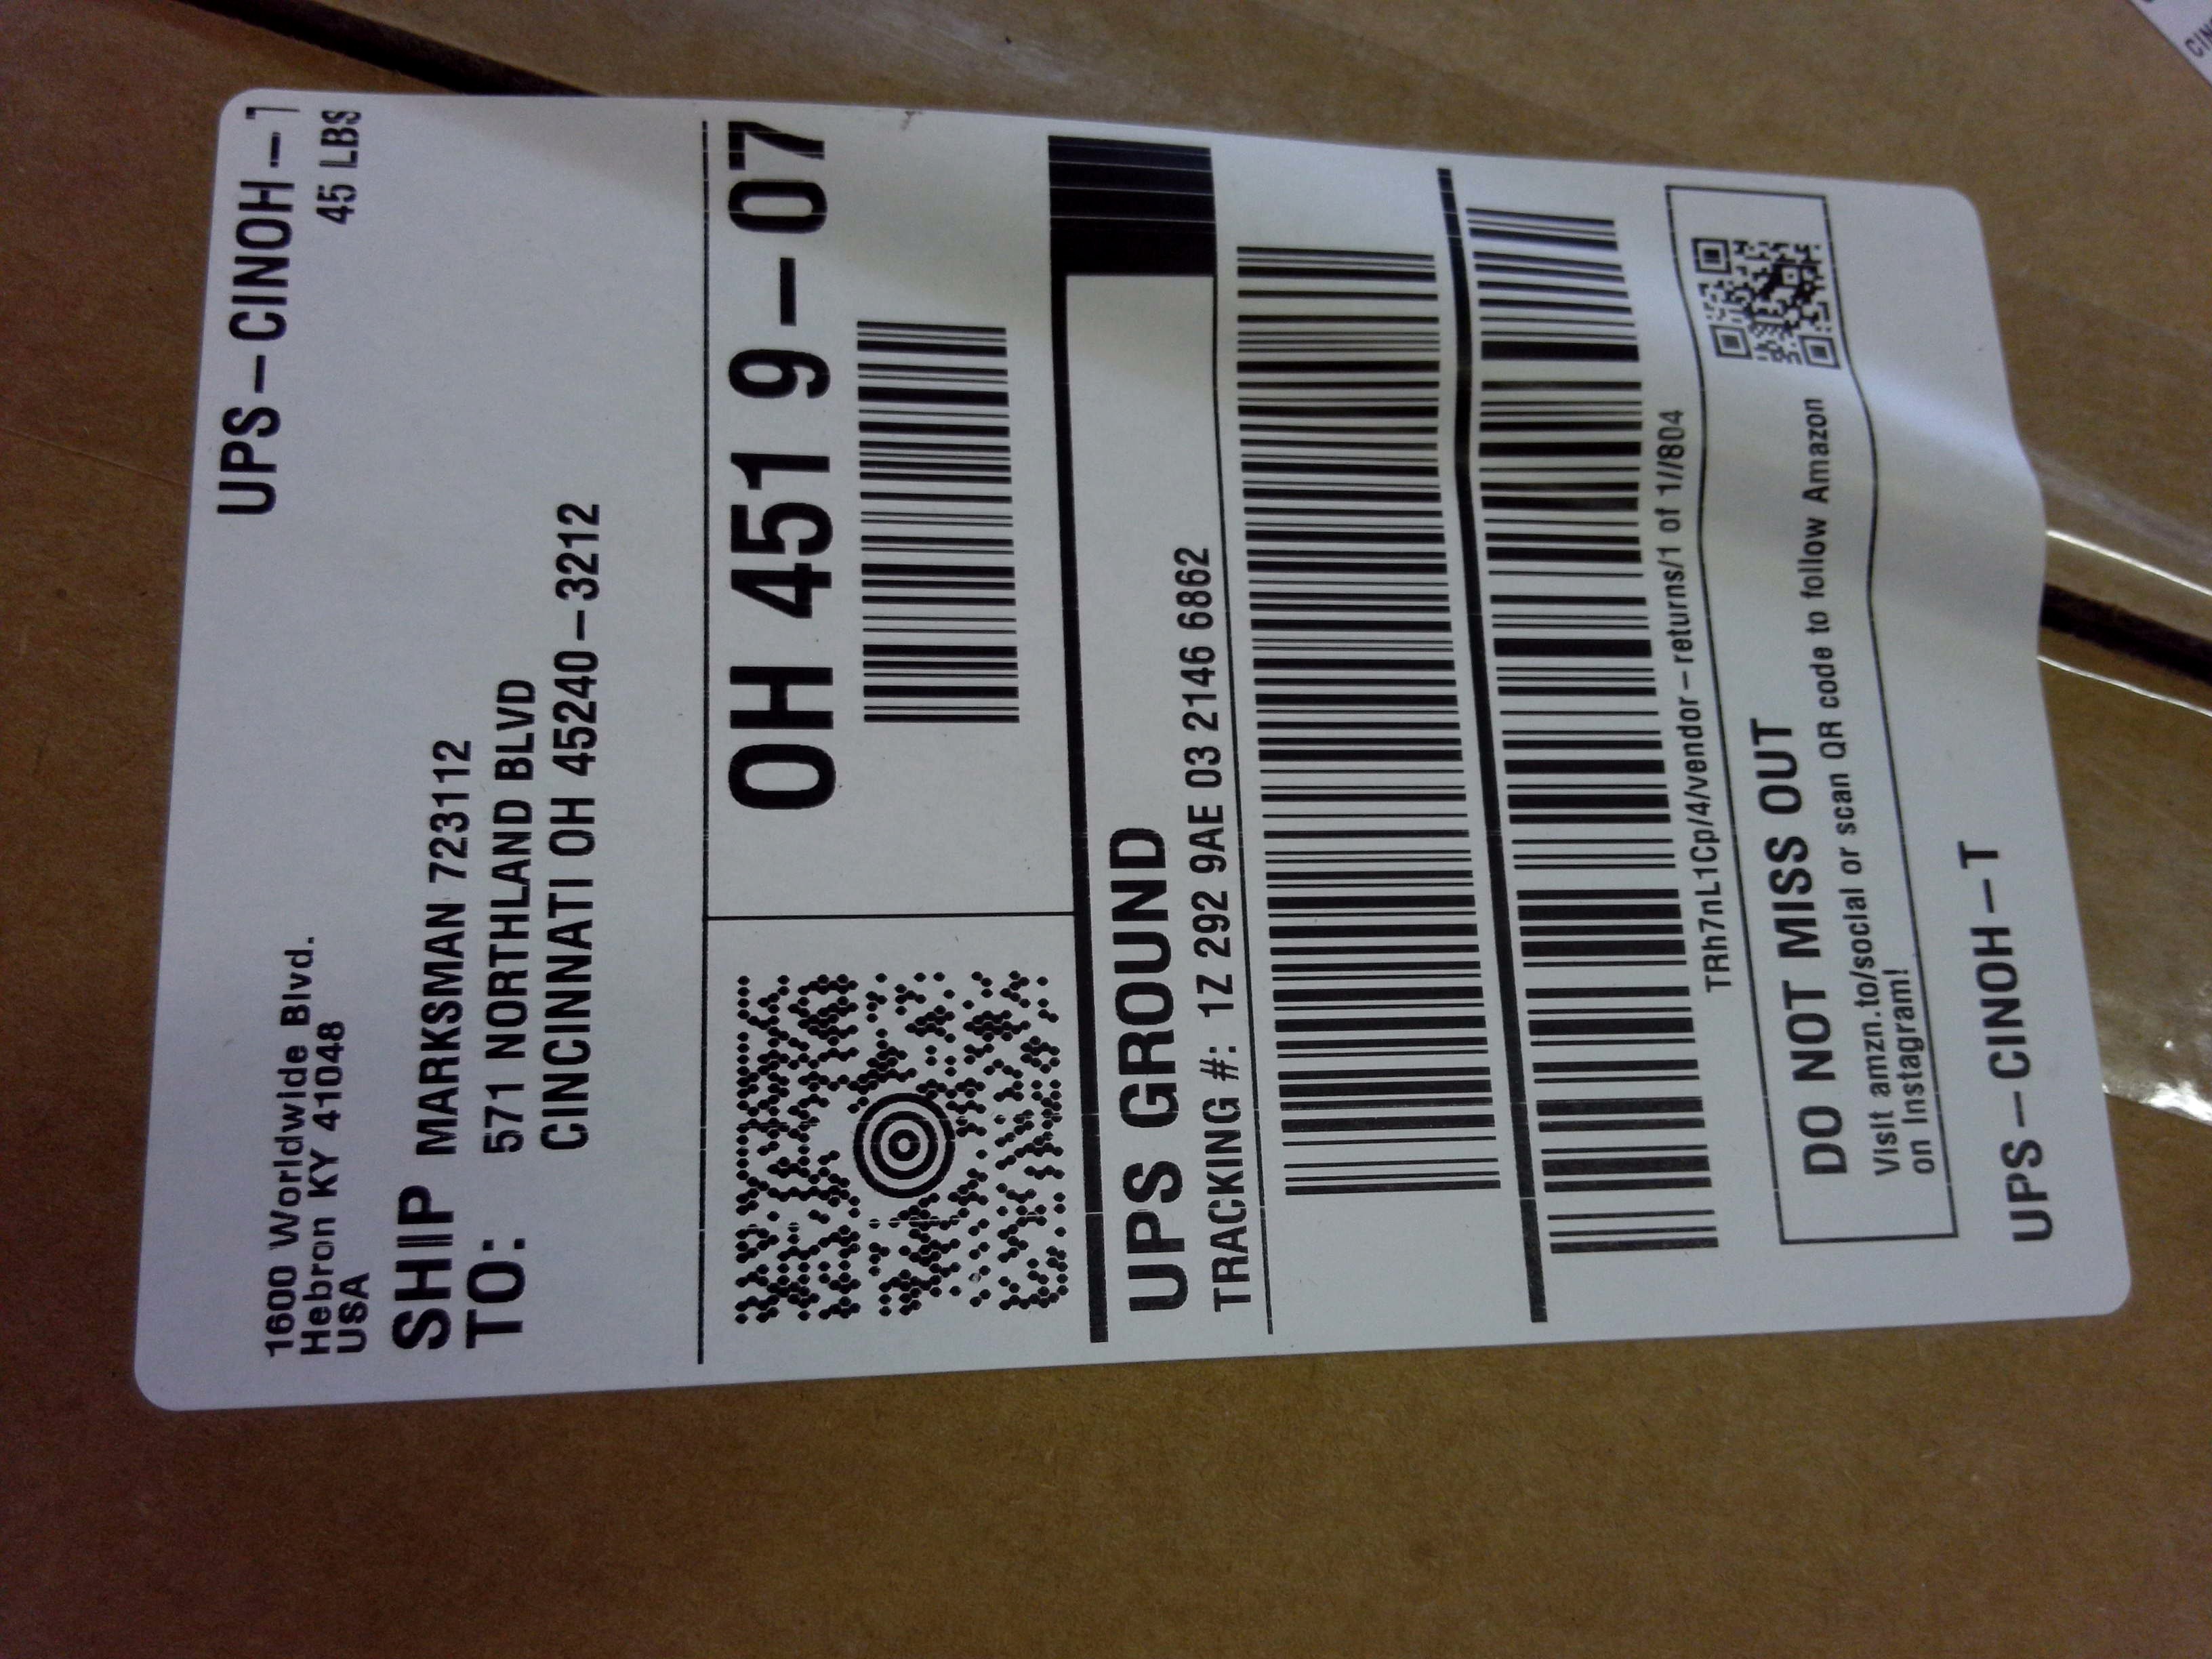 UPS-CINOH-T
45 LBS
1600 Worldwide Blvd.
Hebron KY 41048
USA
SHIP TO:
MARKSMAN 723112
571 NORTHLAND BLVD
CINCINNATI OH 45240-3212
OH 451 9-07
UPS GROUND
TRACKING #: 1Z 292 9AE 03 2146 6862
TRh7nL1Cp/4/vendor-returns/1 of 1//804
DO NOT MISS OUT
Visit amzn.to/social or scan QR code to follow Amazon
on Instagram!
UPS-CINOH-T